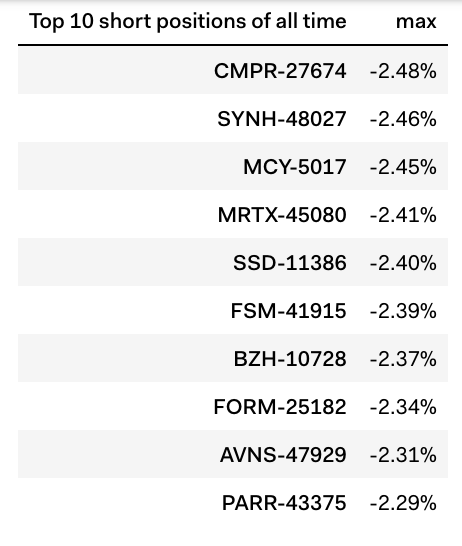 Top 10 short positions of all time max
CMPR-27674 -2.48%
SYNH-48027 -2.46%
MCY-5017 -2.45%
MRTX-45080 -2.41%
SSD-11386 -2.40%
FSM-41915 -2.39%
BZH-10728 -2.37%
FORM-25182 -2.34%
AVNS-47929 -2.31%
PARR-43375 -2.29%